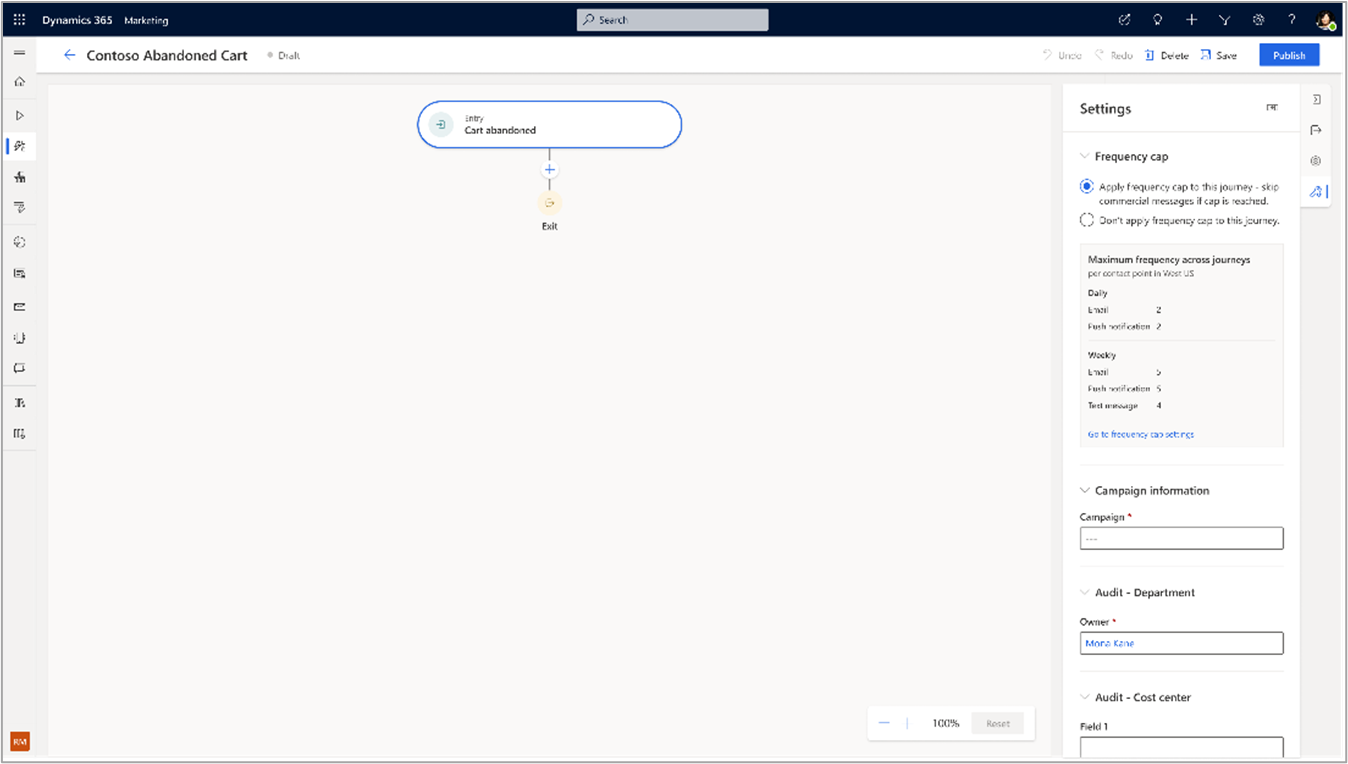 Dynamics 365 Marketing
Search
Contoso Abandoned Cart
Draft
Undo
Redo
Delete
Save
Publish
Entry
Cart abandoned
Exit
100%
Reset
RM
Settings
Frequency cap
Apply frequency cap to this journey - skip
commercial messages if cap is reached.
Don't apply frequency cap to this journey.
Maximum frequency across journeys
per contact point in West US
Daily
Email 2
Push notification 2
Weekly
Email 5
Push notification 5
Text message 4
Go to frequency cap settings
Campaign information
Campaign *
---
Audit - Department
Owner *
Mona Kane
Audit - Cost center
Field 1